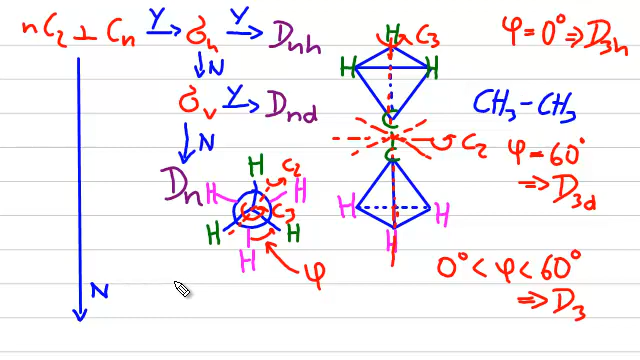 nC₂ ⊥ Cₙ Y→ σₕ Y→ Dₙₕ
N
σᵥ Y→ Dₙd
N
Dₙ
N
H
C₂
H
H
C₃
H
H
H
φ
H C₃
H
H
C
C₂
C
H
H
H
φ=0° ⇒ D₃ₕ
CH₃-CH₃
φ=60°
⇒ D₃d
0° < φ < 60°
⇒ D₃